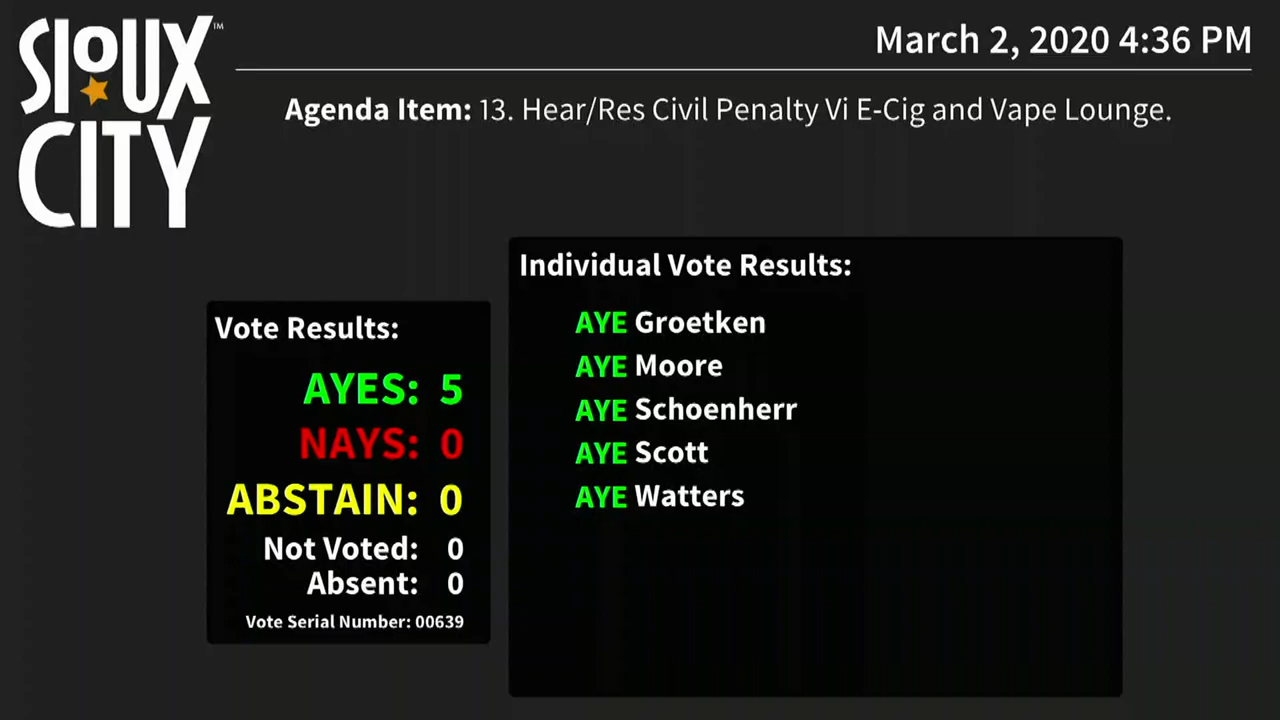 SIOUX
CITY
™
March 2, 2020 4:36 PM
Agenda Item: 13. Hear/Res Civil Penalty Vi E-Cig and Vape Lounge.
Individual Vote Results:
AYE Groetken
AYE Moore
AYE Schoenherr
AYE Scott
AYE Watters
Vote Results:
AYES: 5
NAYS: 0
ABSTAIN: 0
Not Voted: 0
Absent: 0
Vote Serial Number: 00639